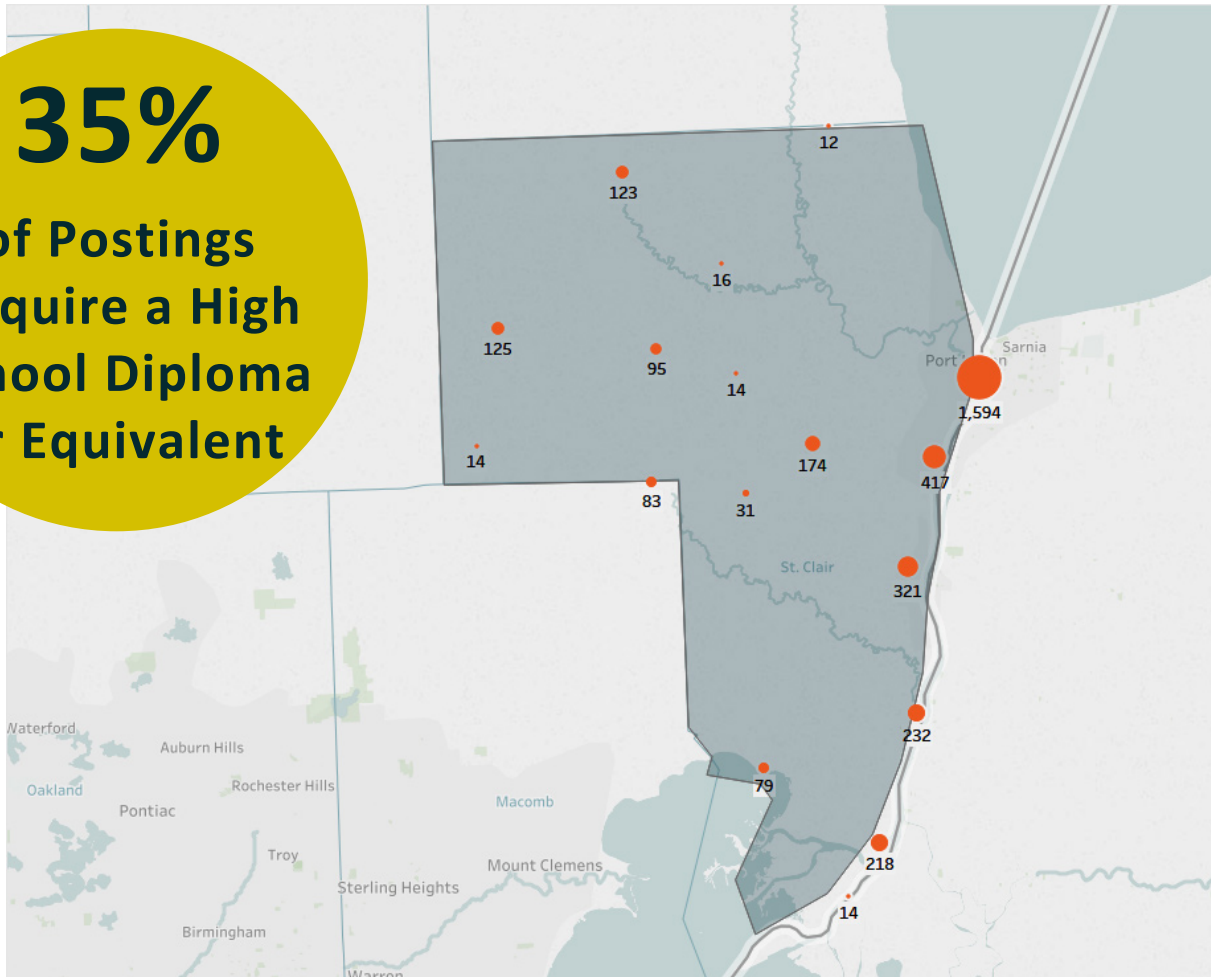 35%
of Postings
quire a High
hool Diploma
r Equivalent
12
123
16
125
95
14
Sarnia
Port
n
1,594
14
174
417
83
31
St. Clair
321
232
79
Waterford
Auburn Hills
Oakland
Rochester Hills
Pontiac
Macomb
Troy
Mount Clemens
218
Sterling Heights
14
Birmingham
Warren